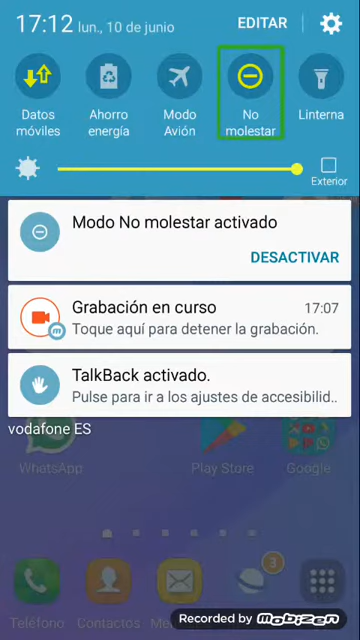 17:12 lun., 10 de junio EDITAR
Datos móviles
Ahorro energía
Modo Avión
No molestar
Linterna
Exterior
Modo No molestar activado
DESACTIVAR
Grabación en curso 17:07
Toque aquí para detener la grabación.
m
TalkBack activado.
Pulse para ir a los ajustes de accesibilid..
vodafone ES
WhatsApp
Play Store
Google
3
Teléfono
Contactos
Recorded by Mobizen